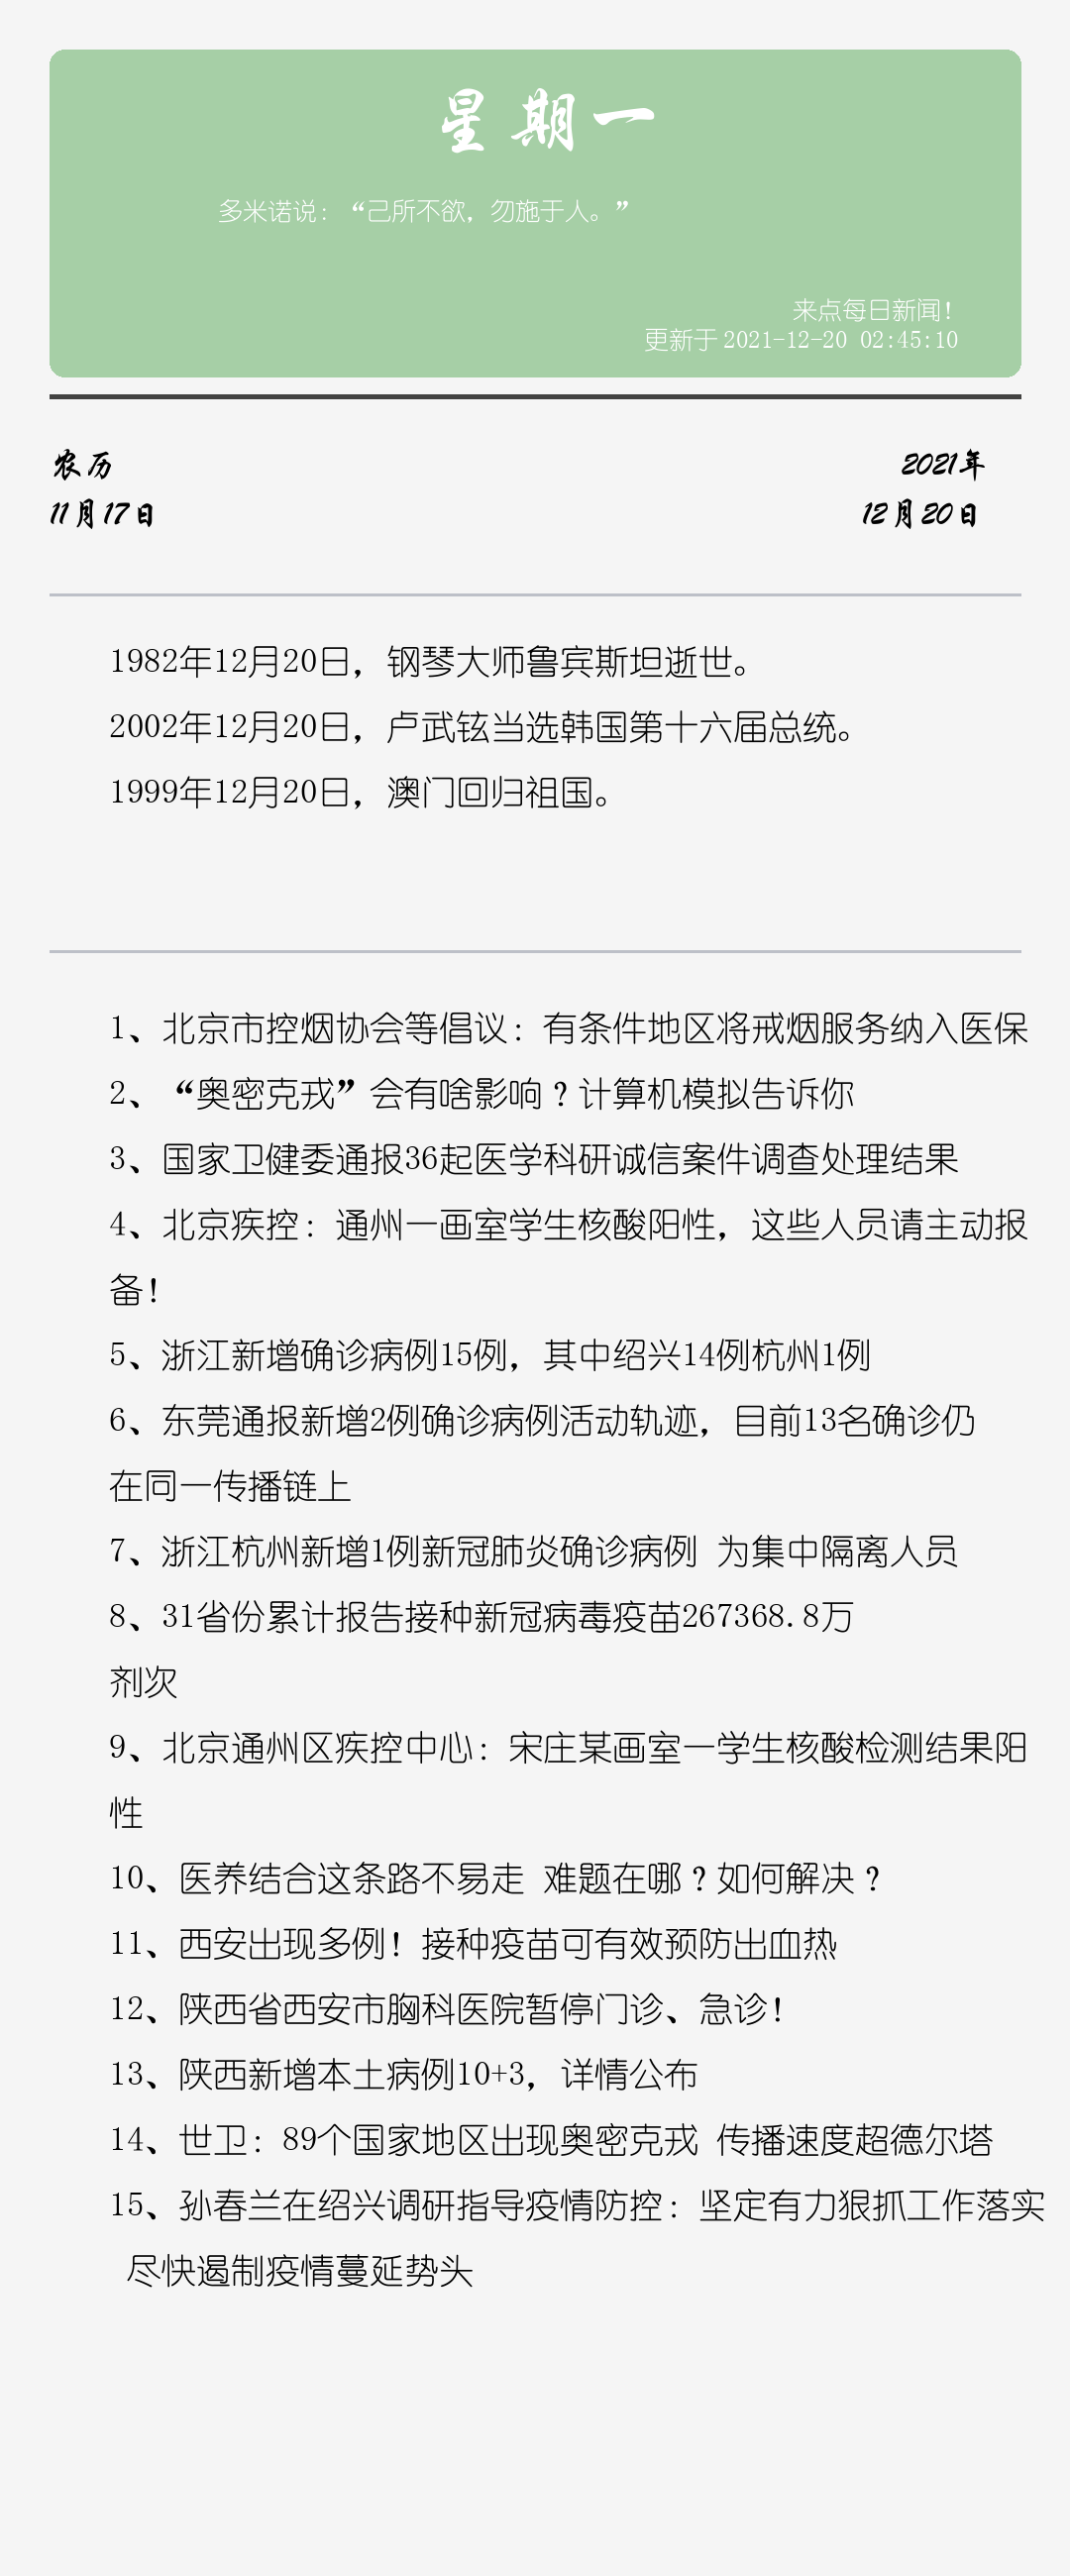 星期一
多米诺说：“己所不欲，勿施于人。”
来点每日新闻！
更新于 2021-12-20 02:45:10
农历
2021年
11月17日
12月20日
1982年12月20日，钢琴大师鲁宾斯坦逝世。
2002年12月20日，卢武铉当选韩国第十六届总统。
1999年12月20日，澳门回归祖国。
1、北京市控烟协会等倡议：有条件地区将戒烟服务纳入医保
2、“奥密克戎”会有啥影响？计算机模拟告诉你
3、国家卫健委通报36起医学科研诚信案件调查处理结果
4、北京疾控：通州一画室学生核酸阳性，这些人员请主动报
备！
5、浙江新增确诊病例15例，其中绍兴14例杭州1例
6、东莞通报新增2例确诊病例活动轨迹，目前13名确诊仍
在同一传播链上
7、浙江杭州新增1例新冠肺炎确诊病例 为集中隔离人员
8、31省份累计报告接种新冠病毒疫苗267368.8万
剂次
9、北京通州区疾控中心：宋庄某画室一学生核酸检测结果阳
性
10、医养结合这条路不易走 难题在哪？如何解决？
11、西安出现多例！接种疫苗可有效预防出血热
12、陕西省西安市胸科医院暂停门诊、急诊！
13、陕西新增本土病例10+3，详情公布
14、世卫：89个国家地区出现奥密克戎 传播速度超德尔塔
15、孙春兰在绍兴调研指导疫情防控：坚定有力狠抓工作落实
尽快遏制疫情蔓延势头